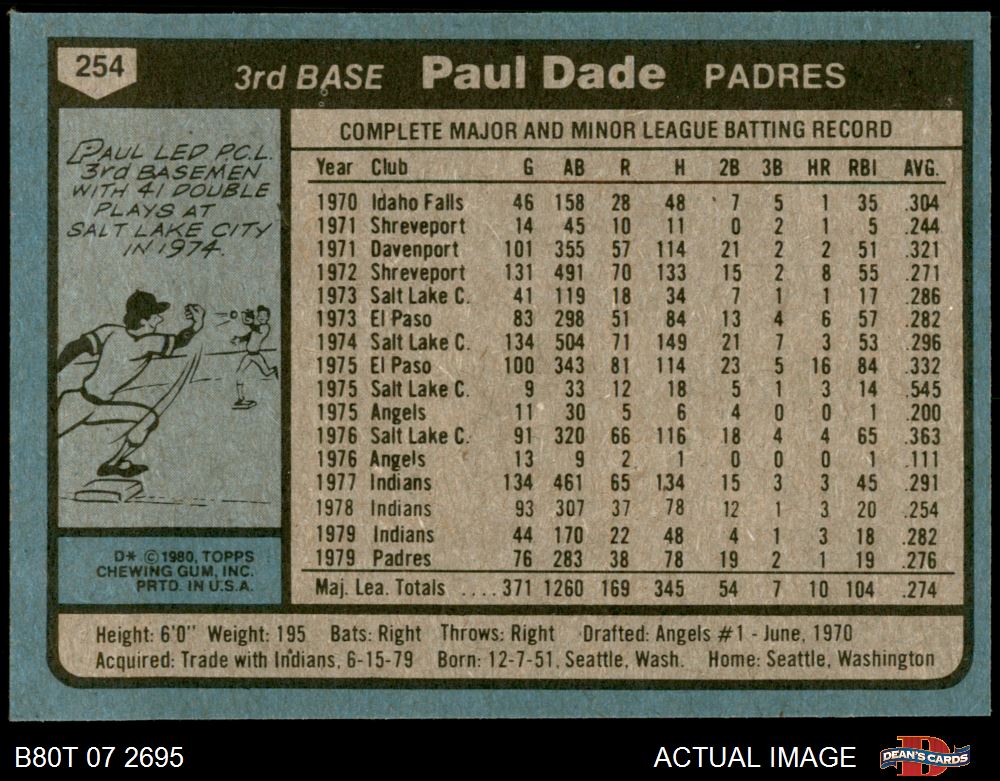 254
3rd BASE Paul Dade PADRES
PAUL LED P.C.L.
3rd BASEMEN
WITH 41 DOUBLE
PLAYS AT
SALT LAKE CITY
IN 1974.
D* © 1980, TOPPS
CHEWING GUM, INC.
PRTD. IN U.S.A.
COMPLETE MAJOR AND MINOR LEAGUE BATTING RECORD
Year Club G AB R H 2B 3B HR RBI AVG.
1970 Idaho Falls 46 158 28 48 7 5 1 35 .304
1971 Shreveport 14 45 10 11 0 2 1 5 .244
1971 Davenport 101 355 57 114 21 2 2 51 .321
1972 Shreveport 131 491 70 133 15 2 8 55 .271
1973 Salt Lake C. 41 119 18 34 7 1 1 17 .286
1973 El Paso 83 298 51 84 13 4 6 57 .282
1974 Salt Lake C. 134 504 71 149 21 7 3 53 .296
1975 El Paso 100 343 81 114 23 5 16 84 .332
1975 Salt Lake C. 9 33 12 18 5 1 3 14 .545
1975 Angels 11 30 5 6 4 0 0 1 .200
1976 Salt Lake C. 91 320 66 116 18 4 4 65 .363
1976 Angels 13 9 2 1 0 0 0 1 .111
1977 Indians 134 461 65 134 15 3 3 45 .291
1978 Indians 93 307 37 78 12 1 3 20 .254
1979 Indians 44 170 22 48 4 1 3 18 .282
1979 Padres 76 283 38 78 19 2 1 19 .276
Maj. Lea. Totals ....371 1260 169 345 54 7 10 104 .274
Height: 6'0" Weight: 195 Bats: Right Throws: Right Drafted: Angels #1 - June, 1970
Acquired: Trade with Indians, 6-15-79 Born: 12-7-51, Seattle, Wash. Home: Seattle, Washington
B80T 07 2695 ACTUAL IMAGE DEAN'S CARDS